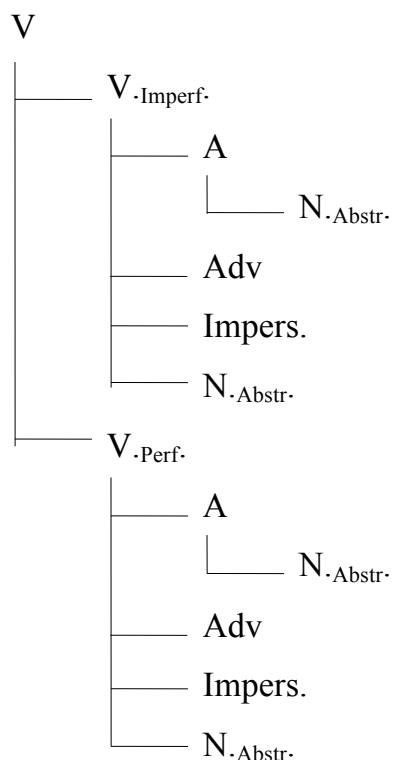 V
V.Imperf.
A
N.Abstr.
Adv
Impers.
N.Abstr.
V.Perf.
A
N.Abstr.
Adv
Impers.
N.Abstr.